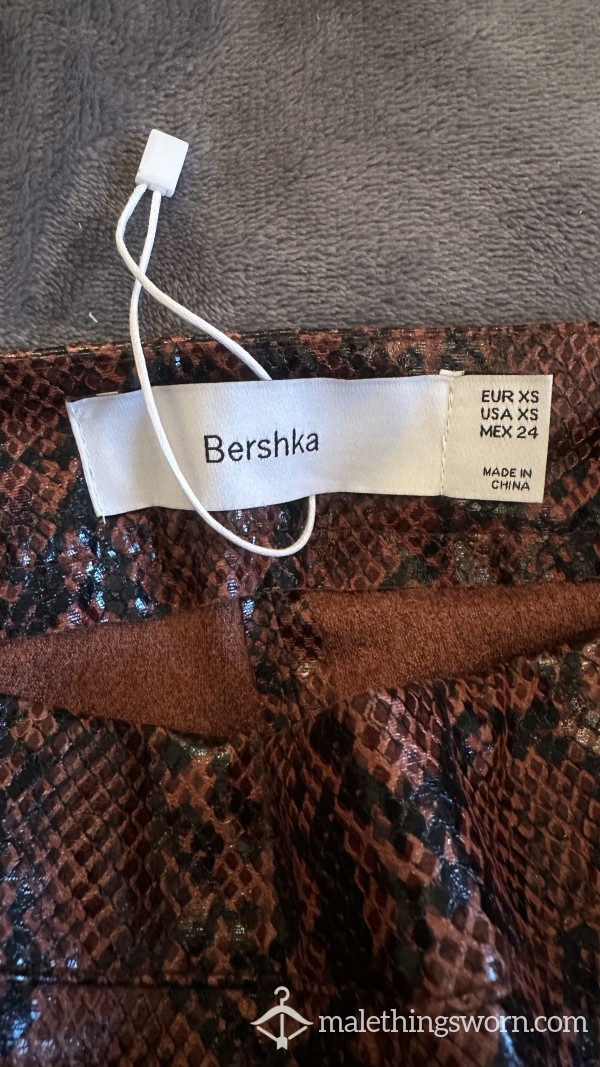 Bershka
EUR XS
USA XS
MEX 24
MADE IN
CHINA
malethingsworn.com